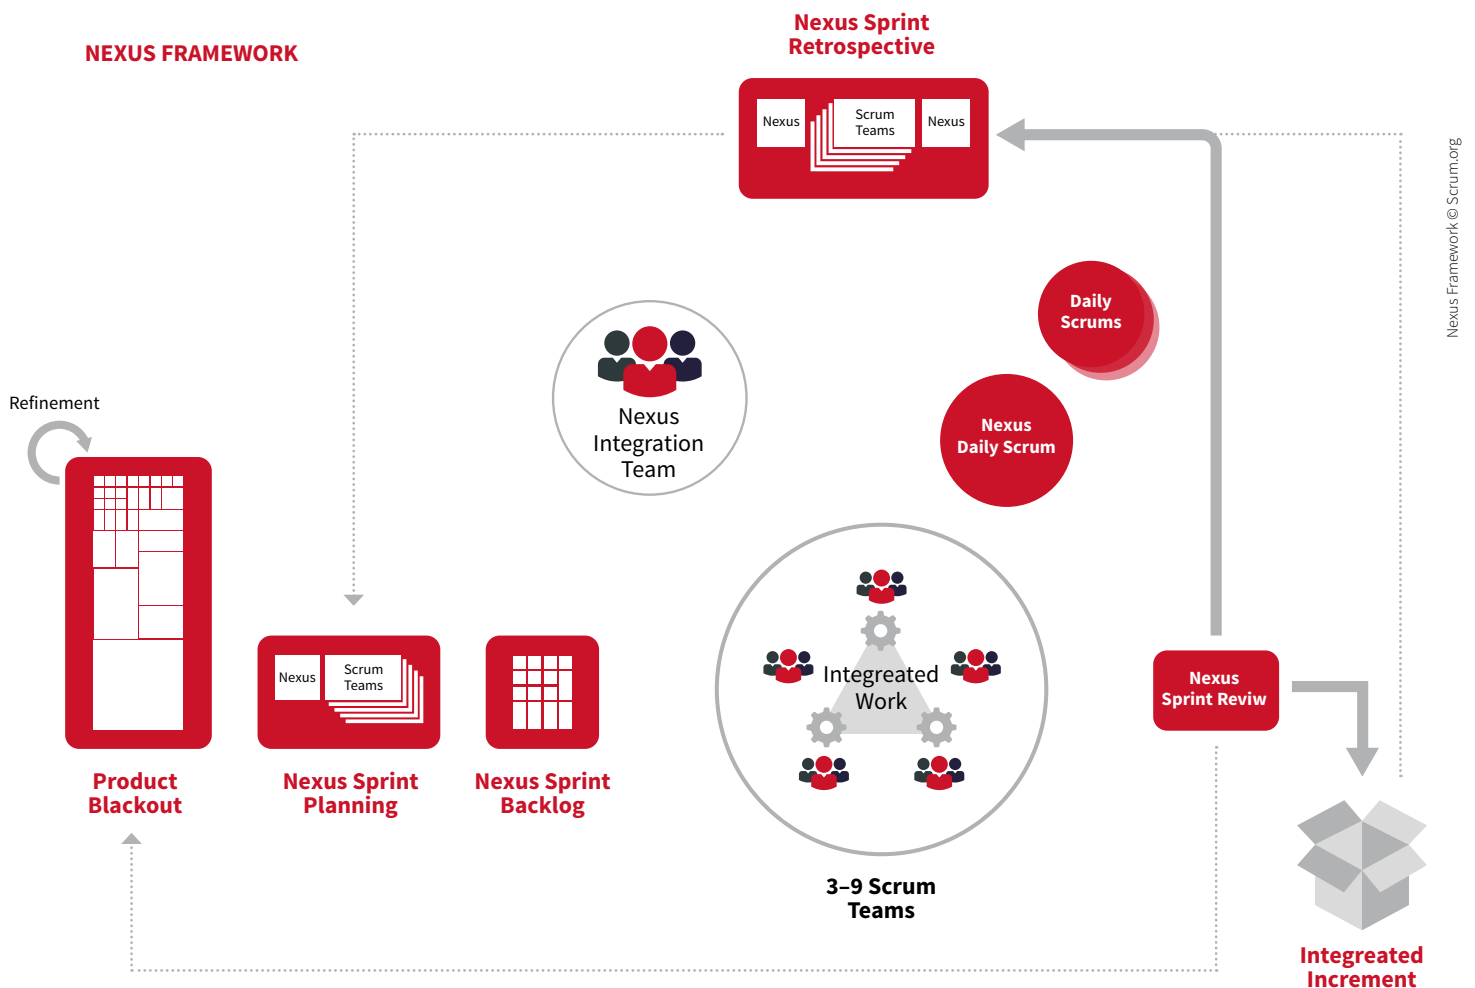 NEXUS FRAMEWORK
Nexus Sprint
Retrospective
Nexus
Scrum
Teams
Nexus
Nexus Framework © Scrum.org
Daily
Scrums
Nexus
Daily Scrum
Nexus
Integration
Team
Refinement
Product
Blackout
Nexus
Scrum
Teams
Nexus Sprint
Planning
Nexus Sprint
Backlog
Integreated
Work
3–9 Scrum
Teams
Nexus
Sprint Reviw
Integreated
Increment